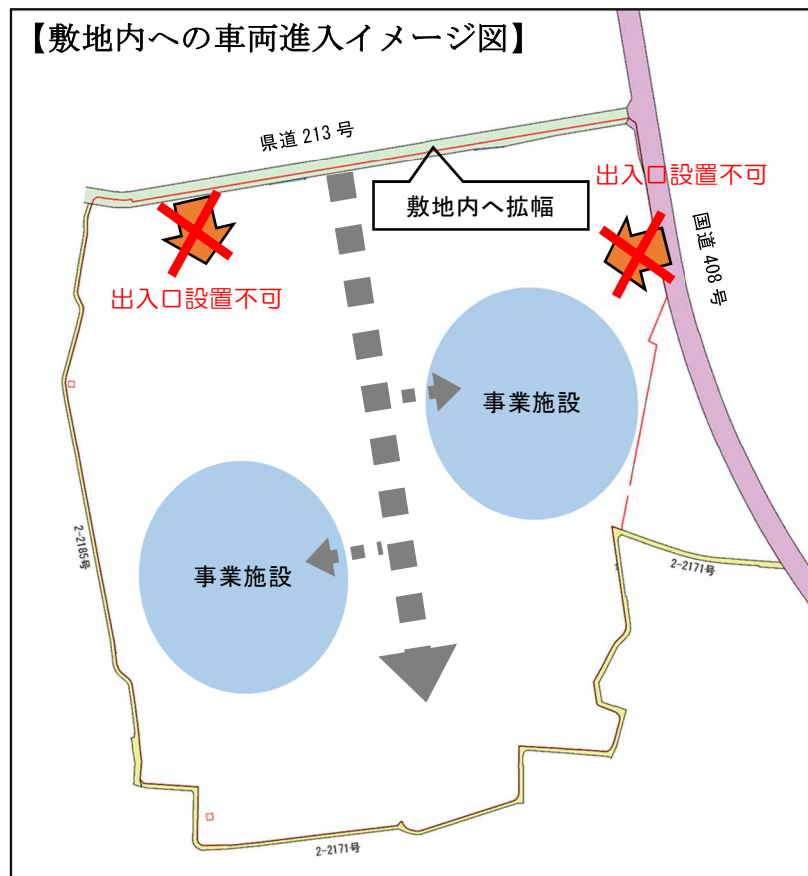 【敷地内への車両進入イメージ図】
県道 213 号
出入口設置不可
敷地内へ拡幅
国道 408 号
出入口設置不可
事業施設
2-2185号
2-2171号
事業施設
2-2171号